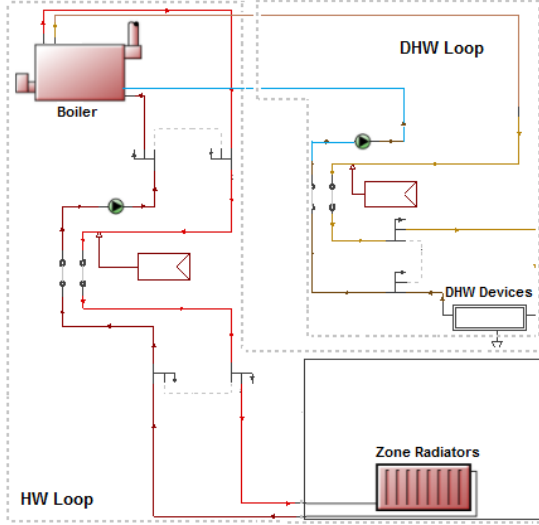 DHW Loop
Boiler
DHW Devices
Zone Radiators
HW Loop